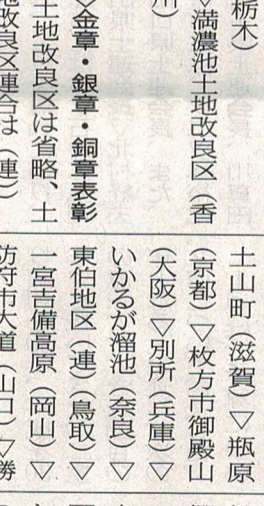 栃木）
▽満濃池土地改良区（香
川）
▽金章・銀章・銅章表彰
土地改良区は省略、土
地改良区連合は（連））
土山町（滋賀）▽瓶原
（京都）▽枚方市御殿山
（大阪）▽別所（兵庫）▽
いかるが溜池（奈良）▽
東伯地区（連）（鳥取）▽
一宮吉備高原（岡山）▽
防府市大道（山口）▽勝